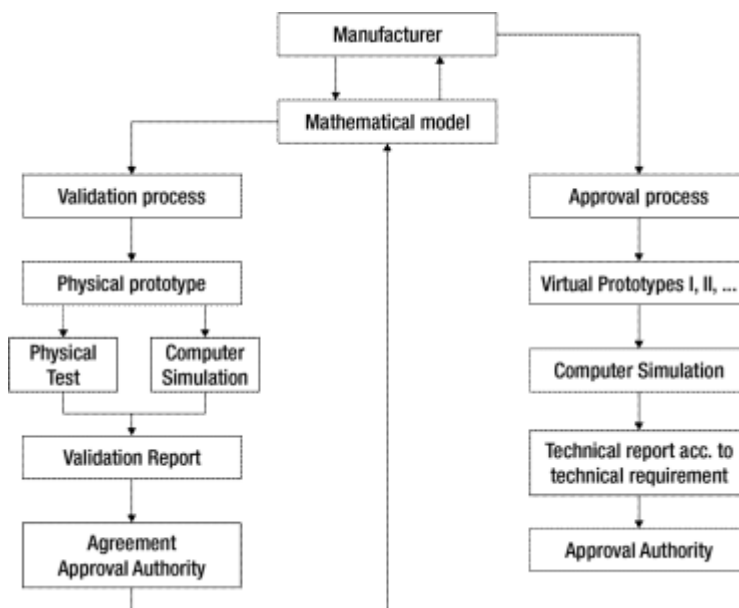 Manufacturer
Mathematical model
Validation process
Approval process
Physical prototype
Virtual Prototypes I, II, ...
Physical
Test
Computer
Simulation
Computer Simulation
Validation Report
Technical report acc. to
technical requirement
Agreement
Approval Authority
Approval Authority